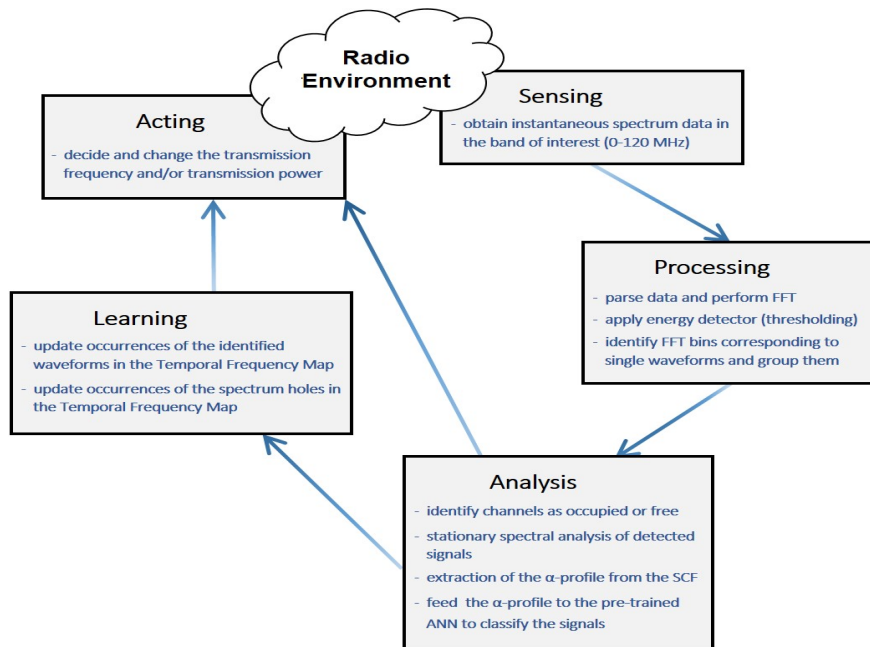 Radio
Environment
Sensing
- obtain instantaneous spectrum data in
the band of interest (0-120 MHz)
Processing
- parse data and perform FFT
- apply energy detector (thresholding)
- identify FFT bins corresponding to
single waveforms and group them
Analysis
- identify channels as occupied or free
- stationary spectral analysis of detected
signals
- extraction of the α-profile from the SCF
- feed the α-profile to the pre-trained
ANN to classify the signals
Learning
- update occurrences of the identified
waveforms in the Temporal Frequency Map
- update occurrences of the spectrum holes in
the Temporal Frequency Map
Acting
- decide and change the transmission
frequency and/or transmission power